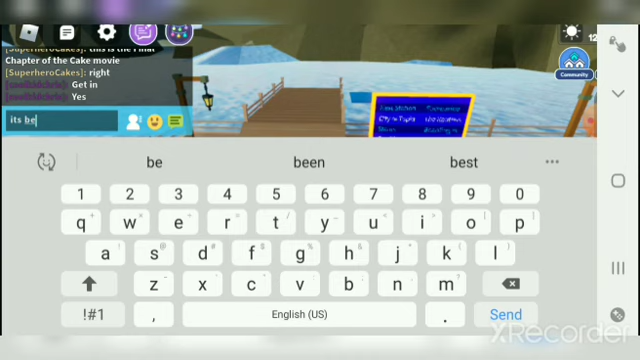 [SuperheroCakes]: this is the Final
12
Chapter of the Cake movie
[SuperheroCakes]: right
Get in
Yes
Community
its be
be been best ...
1 2 3 4 5 6 7 8 9 0
q w e r t y u i o p
a s d f g h j k l
z x c v b n m
!#1 , English (US) . Send
XRecorder